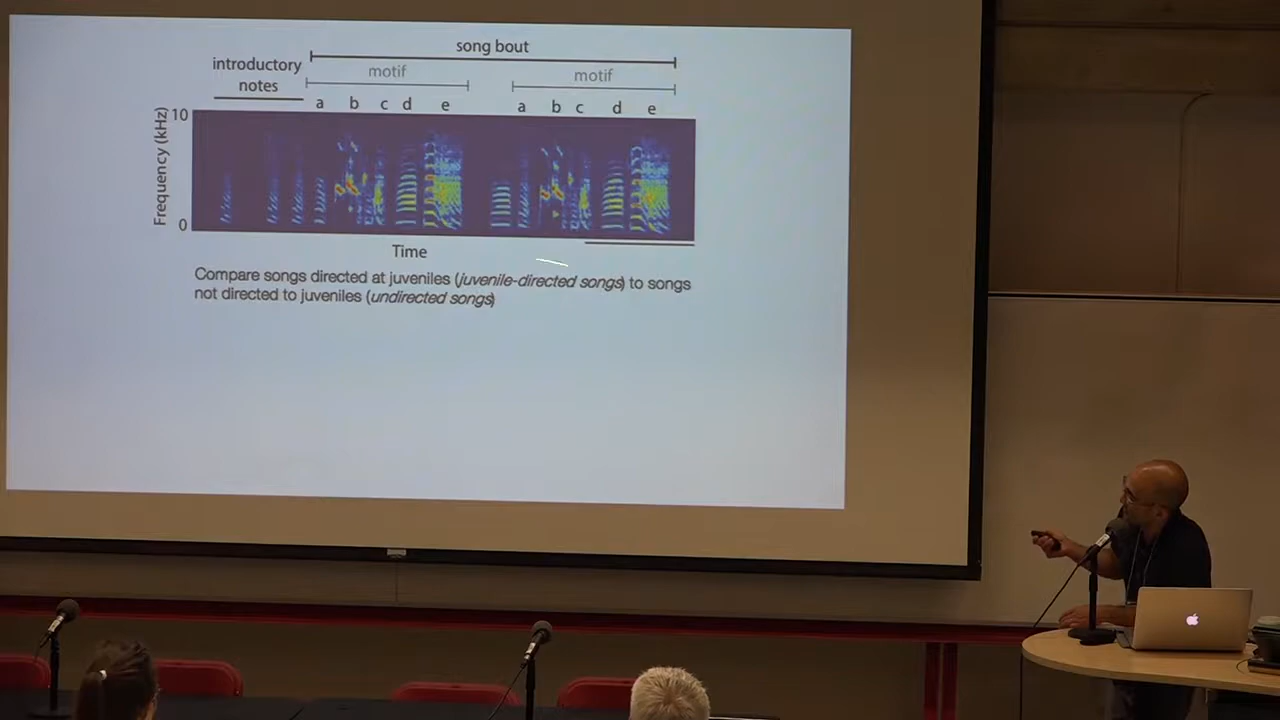 song bout
introductory
notes
motif
motif
a b c d e a b c d e
10
Frequency (kHz)
0
Time
Compare songs directed at juveniles (juvenile-directed songs) to songs
not directed to juveniles (undirected songs)